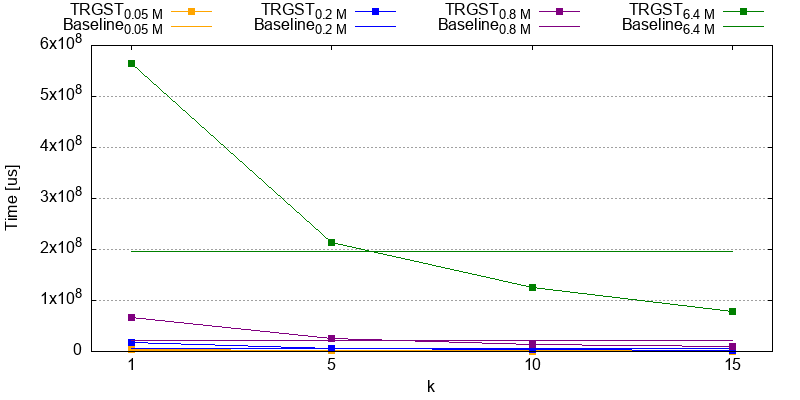 TRGST0.05 M TRGST0.2 M TRGST0.8 M TRGST6.4 M
Baseline0.05 M Baseline0.2 M Baseline0.8 M Baseline6.4 M
6x10^8
5x10^8
4x10^8
3x10^8
2x10^8
1x10^8
0
Time [us]
1 5 10 15
k